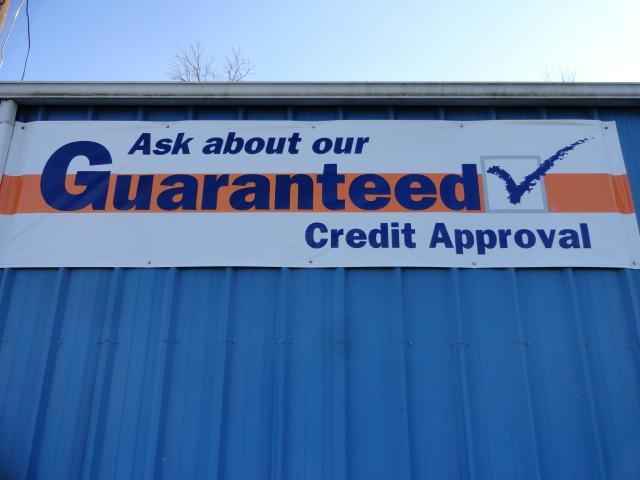 Ask about our
Guaranteed
Credit Approval